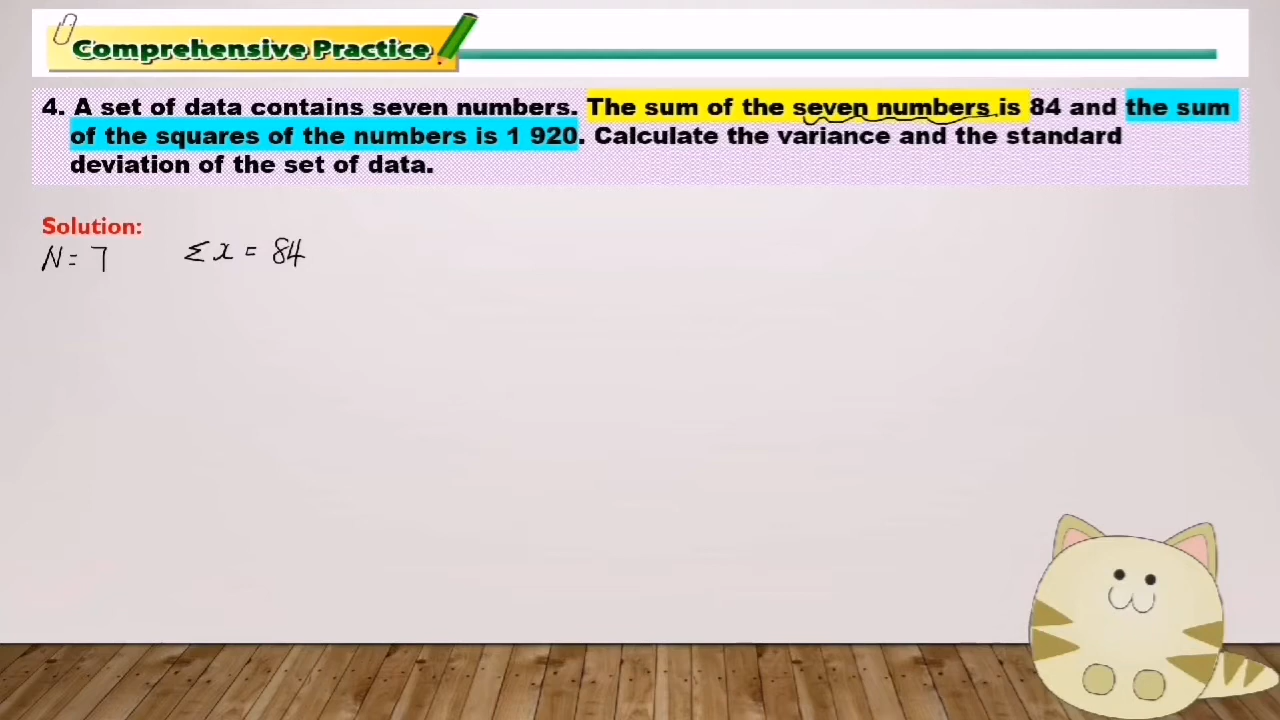 Comprehensive Practice
4. A set of data contains seven numbers. The sum of the seven numbers is 84 and the sum
of the squares of the numbers is 1 920. Calculate the variance and the standard
deviation of the set of data.
Solution:
N = 7 Σx = 84